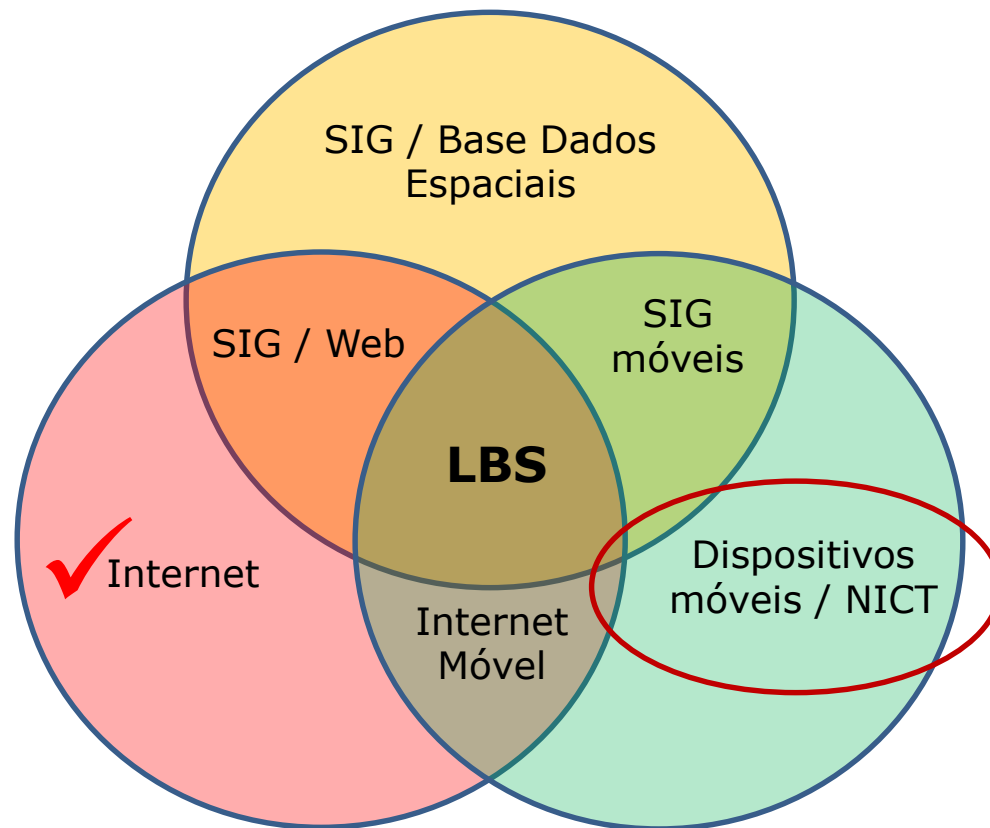 SIG / Base Dados
Espaciais
SIG / Web
SIG
móveis
LBS
Internet
Dispositivos
móveis / NICT
Internet
Móvel